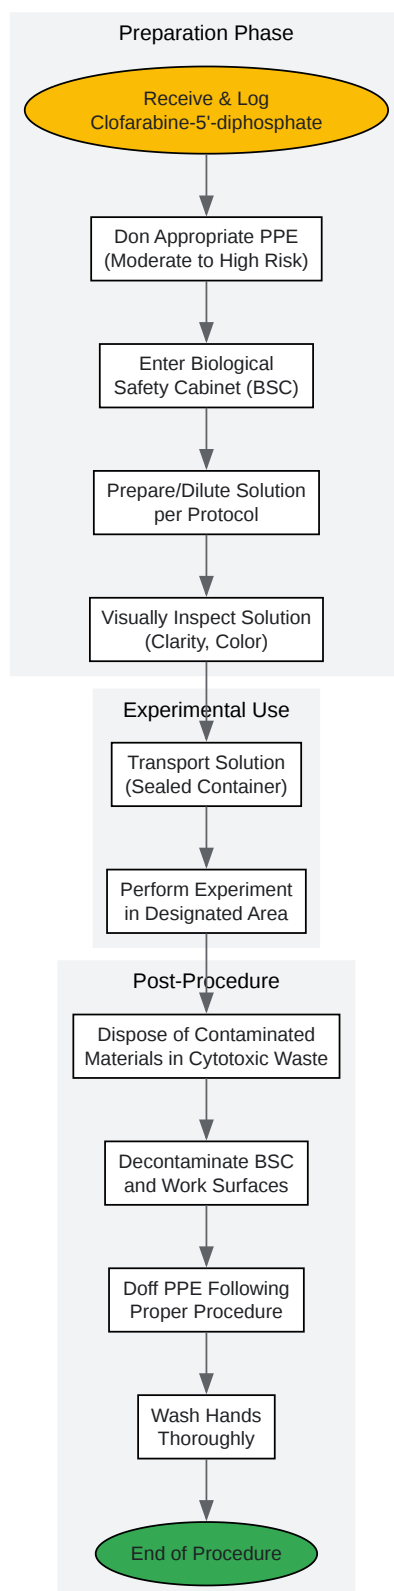 Preparation Phase
Receive & Log
Clofarabine-5'-diphosphate
Don Appropriate PPE
(Moderate to High Risk)
Enter Biological
Safety Cabinet (BSC)
Prepare/Dilute Solution
per Protocol
Visually Inspect Solution
(Clarity, Color)
Experimental Use
Transport Solution
(Sealed Container)
Perform Experiment
in Designated Area
Post-Procedure
Dispose of Contaminated
Materials in Cytotoxic Waste
Decontaminate BSC
and Work Surfaces
Doff PPE Following
Proper Procedure
Wash Hands
Thoroughly
End of Procedure